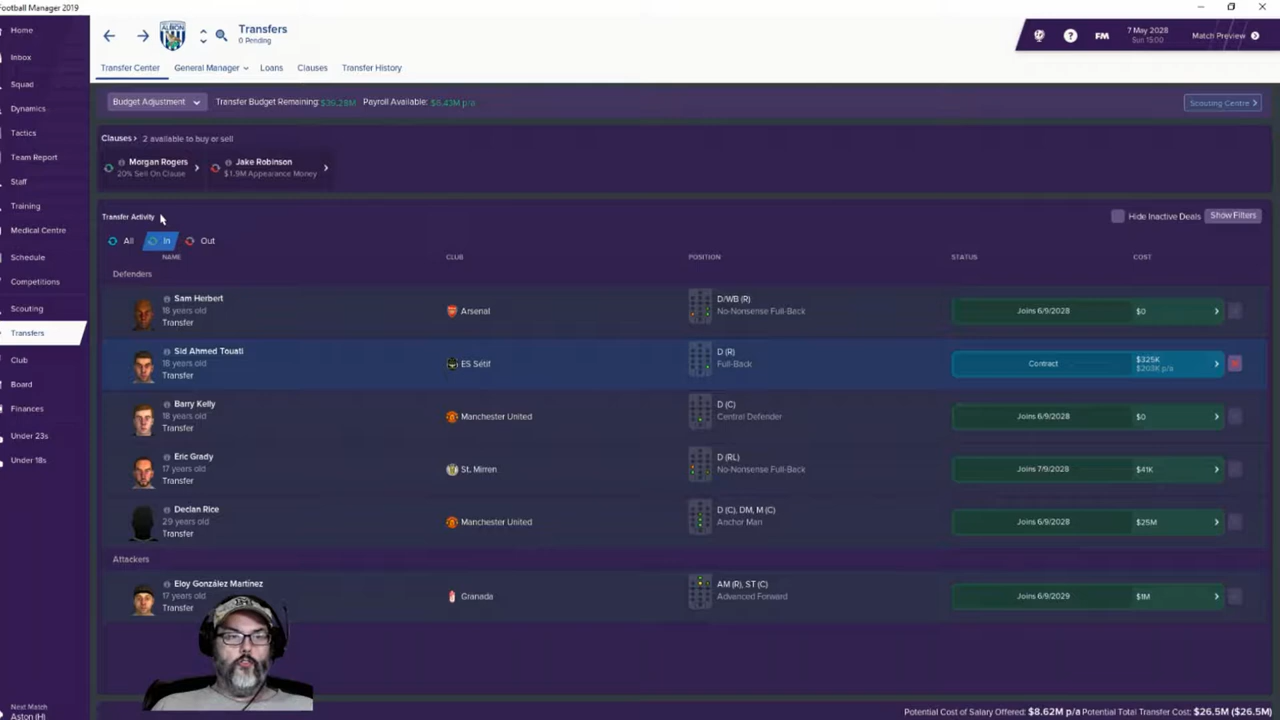 Football Manager 2019
Home
Inbox
Squad
Dynamics
Tactics
Team Report
Staff
Training
Medical Centre
Schedule
Competitions
Scouting
Transfers
Club
Board
Finances
Under 23s
Under 18s
Next Match
Aston (H)
ALBION
Transfers
0 Pending
FM
7 May 2028
Sun 15:00
Match Preview
Transfer Center
General Manager
Loans
Clauses
Transfer History
Budget Adjustment
Transfer Budget Remaining: $39.28M
Payroll Available: $6.43M p/a
Scouting Centre >
Clauses > 2 available to buy or sell
Morgan Rogers
20% Sell On Clause
Jake Robinson
$1.9M Appearance Money
Transfer Activity
Hide Inactive Deals
Show Filters
All
In
Out
NAME CLUB POSITION STATUS COST
Defenders
Sam Herbert
18 years old
Transfer
Arsenal
D/WB (R)
No-Nonsense Full-Back
Joins 6/9/2028
$0
Sid Ahmed Touati
18 years old
Transfer
ES Sétif
D (R)
Full-Back
Contract
$325K
$203K p/a
Barry Kelly
18 years old
Transfer
Manchester United
D (C)
Central Defender
Joins 6/9/2028
$0
Eric Grady
17 years old
Transfer
St. Mirren
D (RL)
No-Nonsense Full-Back
Joins 7/9/2028
$41K
Declan Rice
29 years old
Transfer
Manchester United
D (C), DM, M (C)
Anchor Man
Joins 6/9/2028
$25M
Attackers
Eloy González Martínez
17 years old
Transfer
Granada
AM (R), ST (C)
Advanced Forward
Joins 6/9/2029
$1M
Potential Cost of Salary Offered: $8.62M p/a Potential Total Transfer Cost: $26.5M ($26.5M)